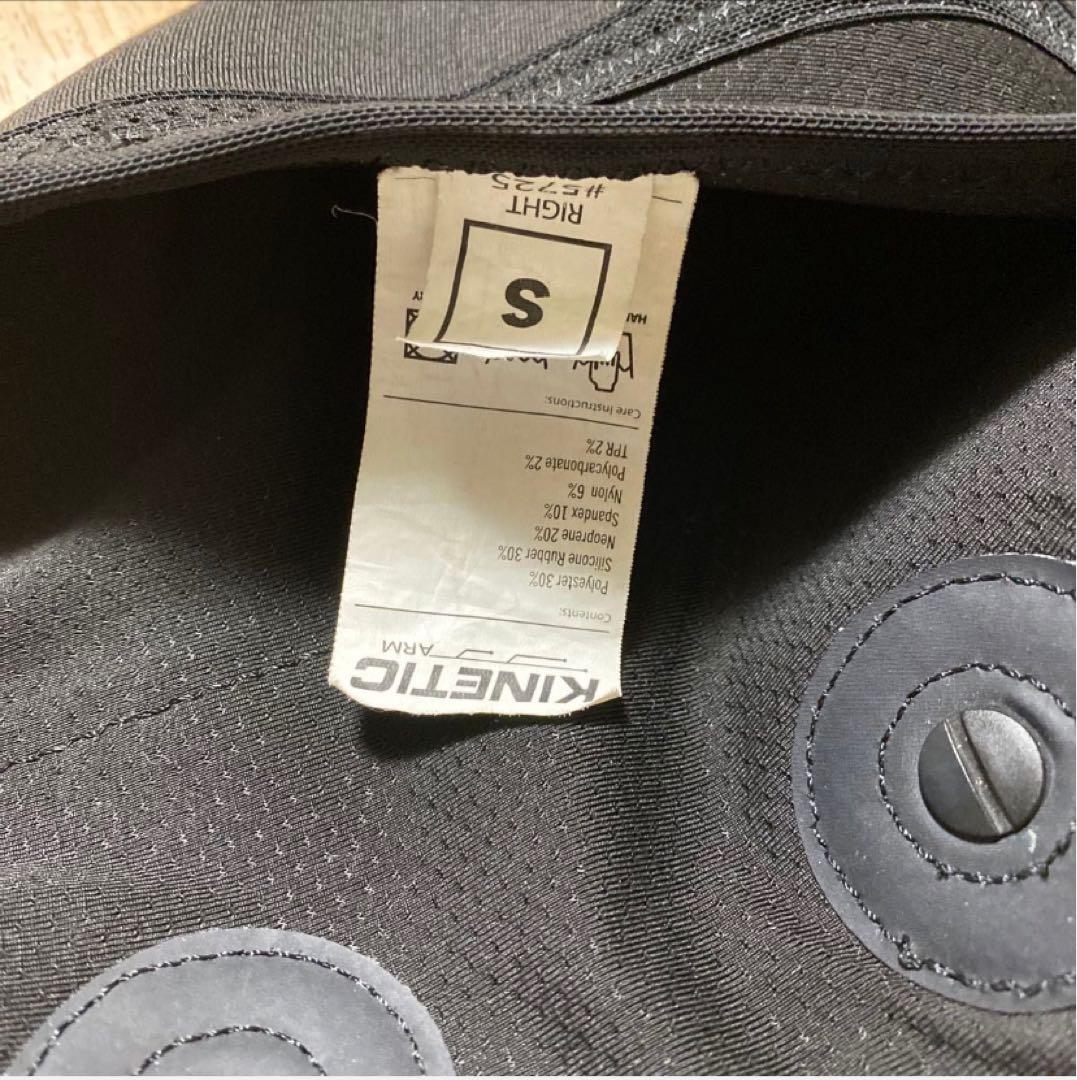 KINETIC
ARM
Contents:
Polyester 30%
Silicone Rubber 30%
Neoprene 20%
Spandex 10%
Nylon 6%
Polycarbonate 2%
TPR 2%
Care Instructions:
S
RIGHT
#5725